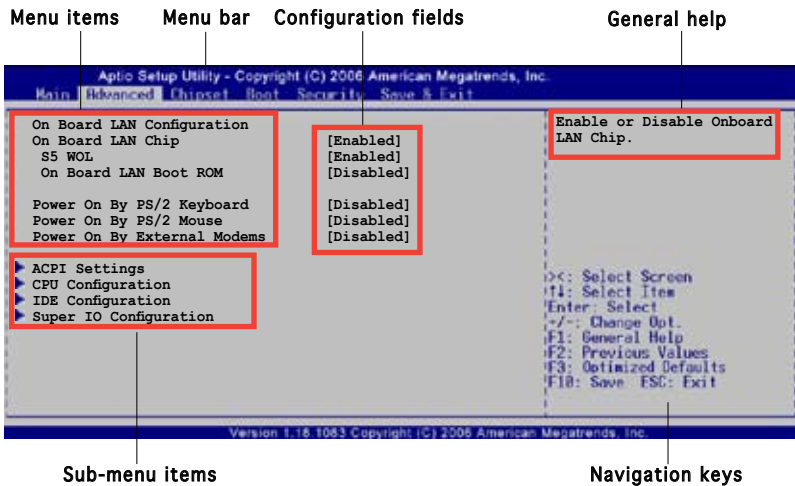 Menu items Menu bar Configuration fields General help
Aptio Setup Utility - Copyright (C) 2006 American Megatrends, Inc.
Main Advanced Chipset Boot Security Save & Exit
On Board LAN Configuration
On Board LAN Chip [Enabled]
S5 WOL [Enabled]
On Board LAN Boot ROM [Disabled]
Power On By PS/2 Keyboard [Disabled]
Power On By PS/2 Mouse [Disabled]
Power On By External Modems [Disabled]
ACPI Settings
CPU Configuration
IDE Configuration
Super IO Configuration
Enable or Disable Onboard
LAN Chip.
><: Select Screen
↑↓: Select Item
Enter: Select
+/-: Change Opt.
F1: General Help
F2: Previous Values
F3: Optimized Defaults
F10: Save ESC: Exit
Version 1.18.1083 Copyright (C) 2006 American Megatrends, Inc.
Sub-menu items Navigation keys